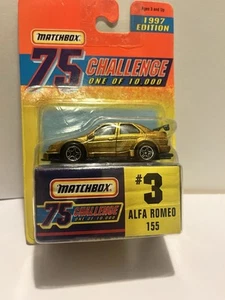 MATCHBOX
1997
EDITION
75 CHALLENGE
ONE OF 10,000
MATCHBOX
75 CHALLENGE
ONE OF 10,000
#3
ALFA ROMEO
155